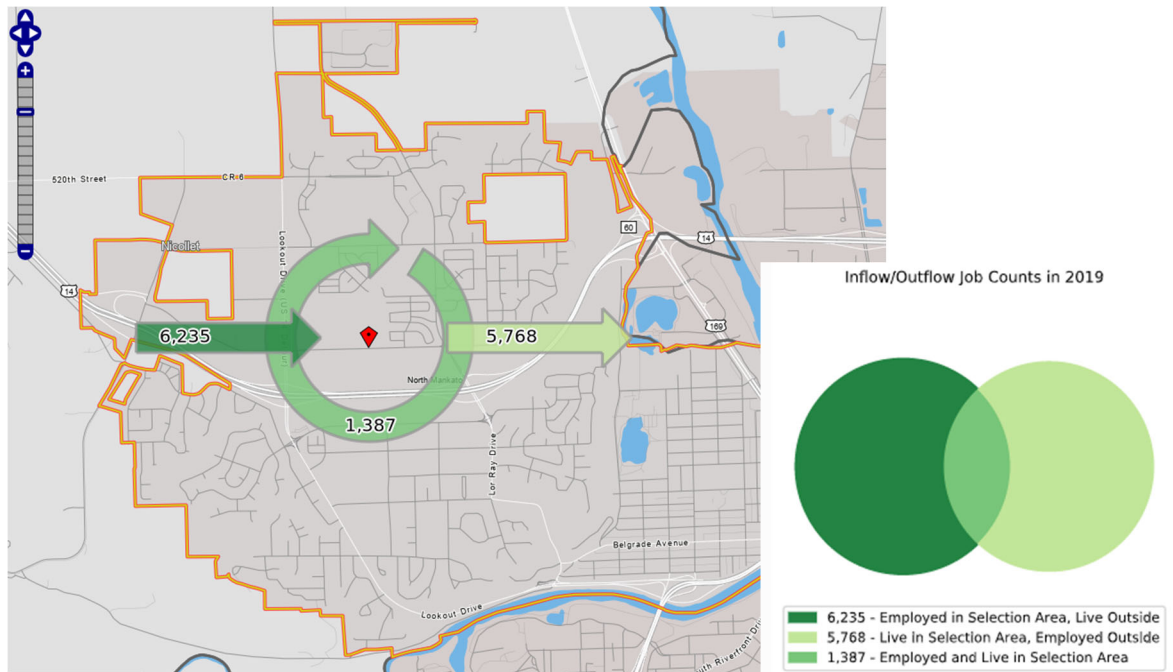 520th Street
CR 6
Nicollet
60
14
14
Inflow/Outflow Job Counts in 2019
169
6,235
5,768
North Mankato
1,387
Lor Ray Drive
Belgrade Avenue
Lookout Drive
6,235 - Employed in Selection Area, Live Outside
5,768 - Live in Selection Area, Employed Outside
1,387 - Employed and Live in Selection Area